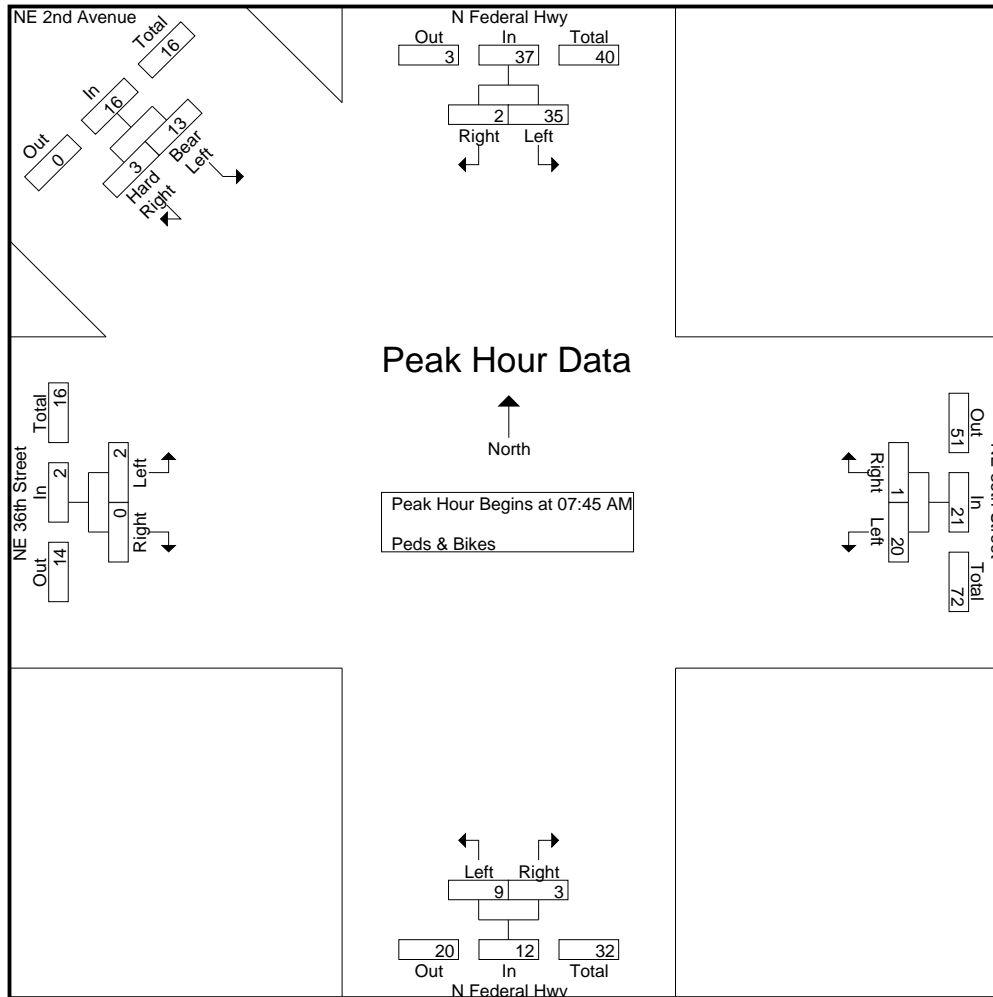 NE 2nd Avenue
Out
0
In
16
Total
16
3
13
Hard
Right
Bear
Left
N Federal Hwy
Out
In
Total
3
37
40
2
35
Right
Left
Peak Hour Data
North
Peak Hour Begins at 07:45 AM
Peds & Bikes
NE 36th Street
Total
16
In
2
Out
14
2
0
Left
Right
Out
51
In
21
Total
72
Right
Left
1
20
Left
Right
9
3
20
12
32
Out
In
Total
N Federal Hwy